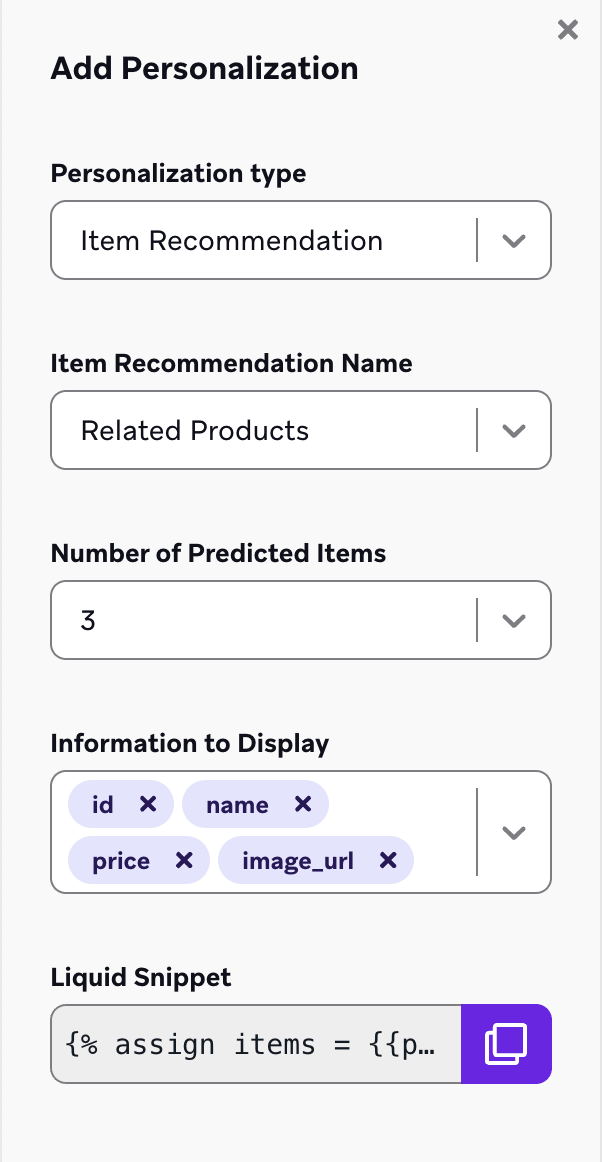 Add Personalization
Personalization type
Item Recommendation
Item Recommendation Name
Related Products
Number of Predicted Items
3
Information to Display
id name
price image_url
Liquid Snippet
{% assign items = {{p…